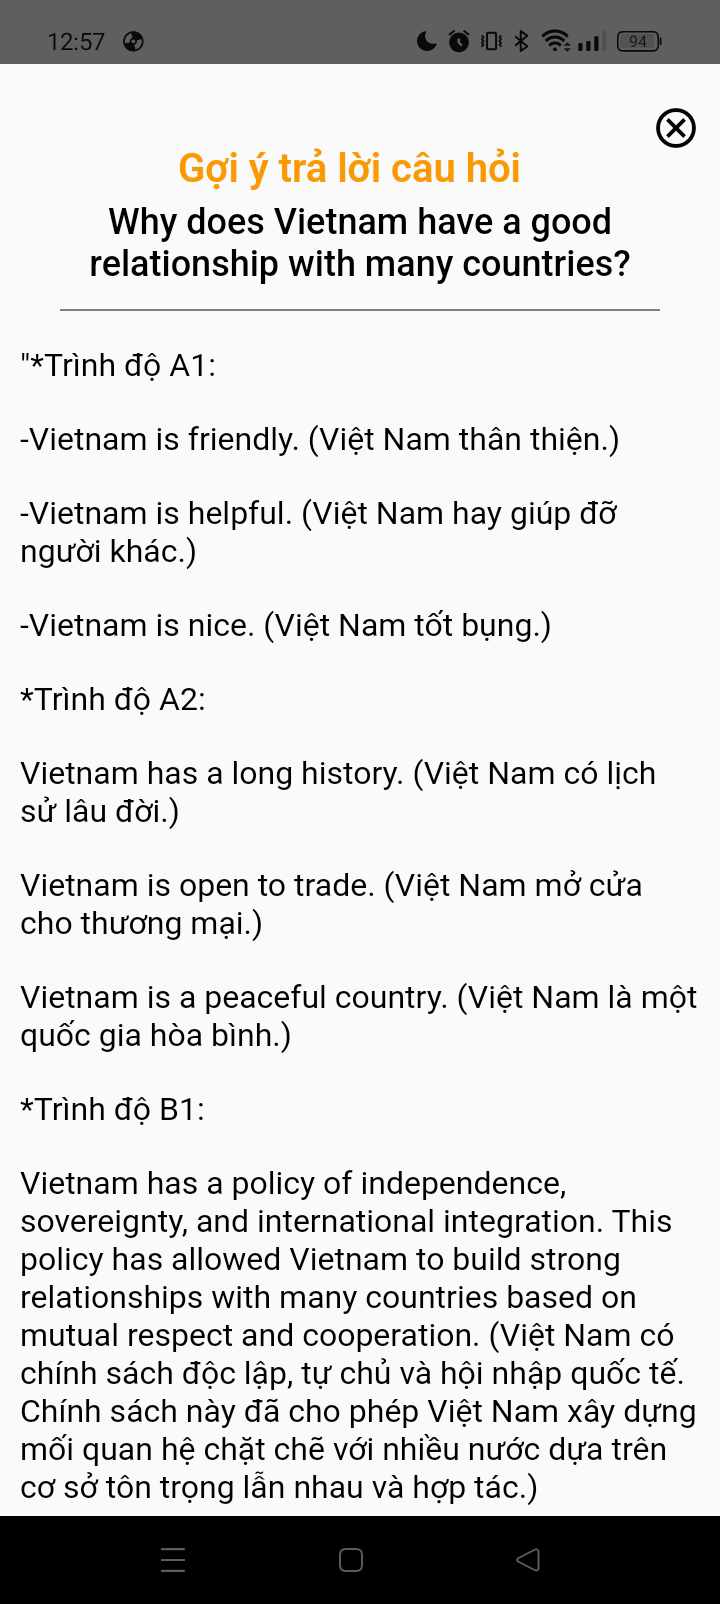 12:57
94
Gợi ý trả lời câu hỏi
Why does Vietnam have a good
relationship with many countries?
"*Trình độ A1:
-Vietnam is friendly. (Việt Nam thân thiện.)
-Vietnam is helpful. (Việt Nam hay giúp đỡ
người khác.)
-Vietnam is nice. (Việt Nam tốt bụng.)
*Trình độ A2:
Vietnam has a long history. (Việt Nam có lịch
sử lâu đời.)
Vietnam is open to trade. (Việt Nam mở cửa
cho thương mại.)
Vietnam is a peaceful country. (Việt Nam là một
quốc gia hòa bình.)
*Trình độ B1:
Vietnam has a policy of independence,
sovereignty, and international integration. This
policy has allowed Vietnam to build strong
relationships with many countries based on
mutual respect and cooperation. (Việt Nam có
chính sách độc lập, tự chủ và hội nhập quốc tế.
Chính sách này đã cho phép Việt Nam xây dựng
mối quan hệ chặt chẽ với nhiều nước dựa trên
cơ sở tôn trọng lẫn nhau và hợp tác.)